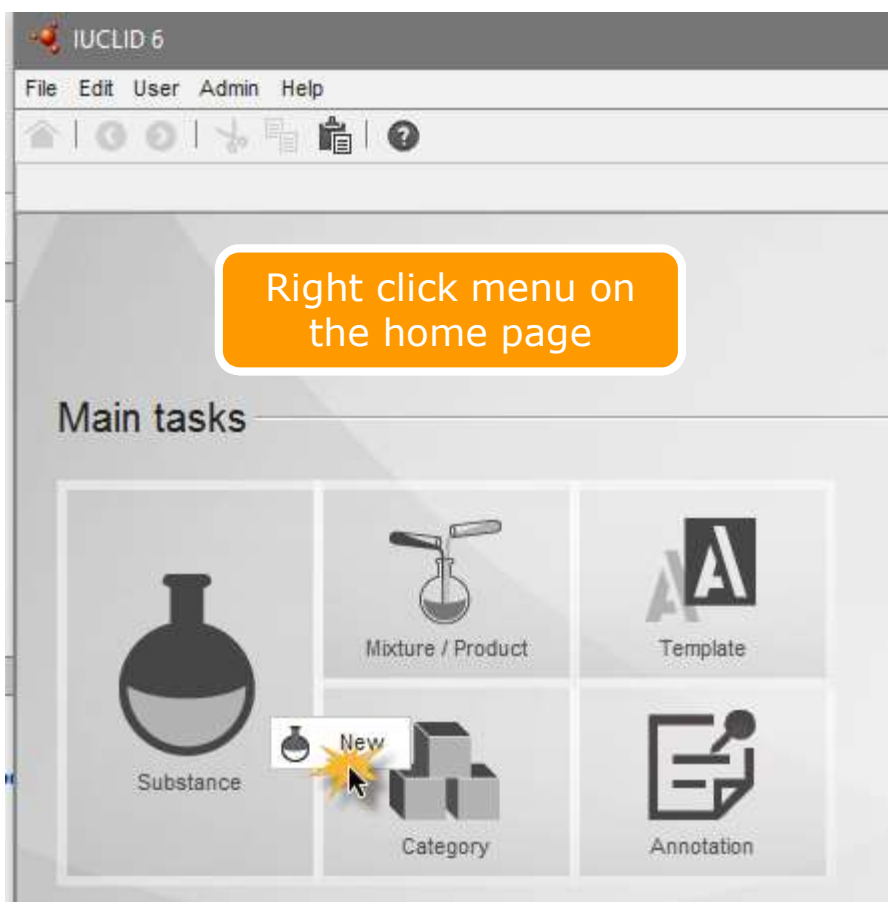 IUCLID 6
File Edit User Admin Help
Right click menu on
the home page
Main tasks
Mixture / Product
Template
New
Substance
Category
Annotation